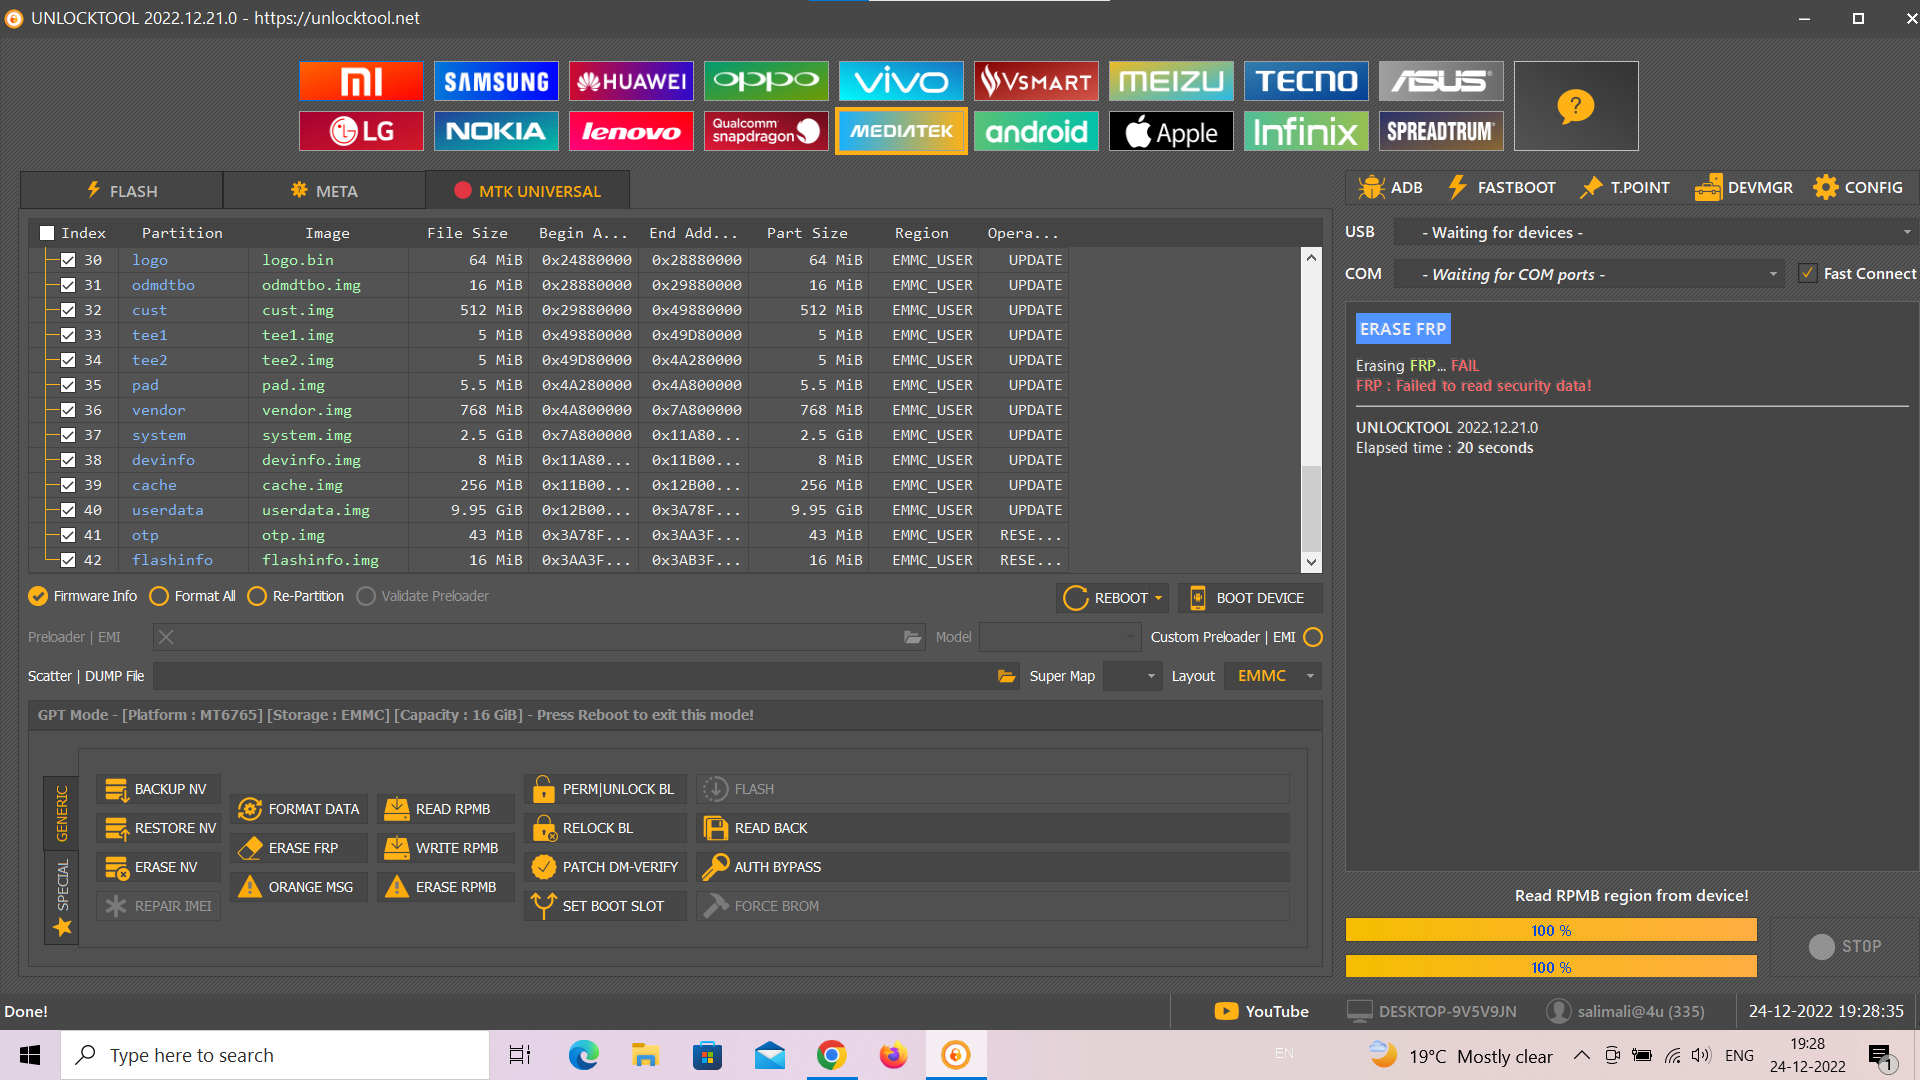 UNLOCKTOOL 2022.12.21.0 - https://unlocktool.net
MI SAMSUNG HUAWEI OPPO VIVO VSMART MEIZU TECNO ASUS ?
LG NOKIA lenovo Qualcomm snapdragon MEDIATEK android Apple Infinix SPREADTRUM
FLASH META MTK UNIVERSAL
ADB FASTBOOT T.POINT DEVMGR CONFIG
Index Partition Image File Size Begin A... End Add... Part Size Region Opera...
30 logo logo.bin 64 MiB 0x24880000 0x28880000 64 MiB EMMC_USER UPDATE
31 odmdtbo odmdtbo.img 16 MiB 0x28880000 0x29880000 16 MiB EMMC_USER UPDATE
32 cust cust.img 512 MiB 0x29880000 0x49880000 512 MiB EMMC_USER UPDATE
33 tee1 tee1.img 5 MiB 0x49880000 0x49D80000 5 MiB EMMC_USER UPDATE
34 tee2 tee2.img 5 MiB 0x49D80000 0x4A280000 5 MiB EMMC_USER UPDATE
35 pad pad.img 5.5 MiB 0x4A280000 0x4A800000 5.5 MiB EMMC_USER UPDATE
36 vendor vendor.img 768 MiB 0x4A800000 0x7A800000 768 MiB EMMC_USER UPDATE
37 system system.img 2.5 GiB 0x7A800000 0x11A80... 2.5 GiB EMMC_USER UPDATE
38 devinfo devinfo.img 8 MiB 0x11A80... 0x11B00... 8 MiB EMMC_USER UPDATE
39 cache cache.img 256 MiB 0x11B00... 0x12B00... 256 MiB EMMC_USER UPDATE
40 userdata userdata.img 9.95 GiB 0x12B00... 0x3A78F... 9.95 GiB EMMC_USER UPDATE
41 otp otp.img 43 MiB 0x3A78F... 0x3AA3F... 43 MiB EMMC_USER RESE...
42 flashinfo flashinfo.img 16 MiB 0x3AA3F... 0x3AB3F... 16 MiB EMMC_USER RESE...
Firmware Info Format All Re-Partition Validate Preloader REBOOT BOOT DEVICE
Preloader | EMI Model Custom Preloader | EMI
Scatter | DUMP File Super Map Layout EMMC
GPT Mode - [Platform : MT6765] [Storage : EMMC] [Capacity : 16 GiB] - Press Reboot to exit this mode!
GENERIC
SPECIAL
BACKUP NV
RESTORE NV
ERASE NV
REPAIR IMEI
FORMAT DATA
ERASE FRP
ORANGE MSG
READ RPMB
WRITE RPMB
ERASE RPMB
PERM|UNLOCK BL
RELOCK BL
PATCH DM-VERIFY
SET BOOT SLOT
FLASH
READ BACK
AUTH BYPASS
FORCE BROM
USB - Waiting for devices -
COM - Waiting for COM ports - Fast Connect
ERASE FRP
Erasing FRP... FAIL
FRP : Failed to read security data!
UNLOCKTOOL 2022.12.21.0
Elapsed time : 20 seconds
Read RPMB region from device!
100 %
100 %
STOP
Done! YouTube DESKTOP-9V5V9JN salimali@4u (335) 24-12-2022 19:28:35
Type here to search EN 19°C Mostly clear ENG 19:28
24-12-2022
1